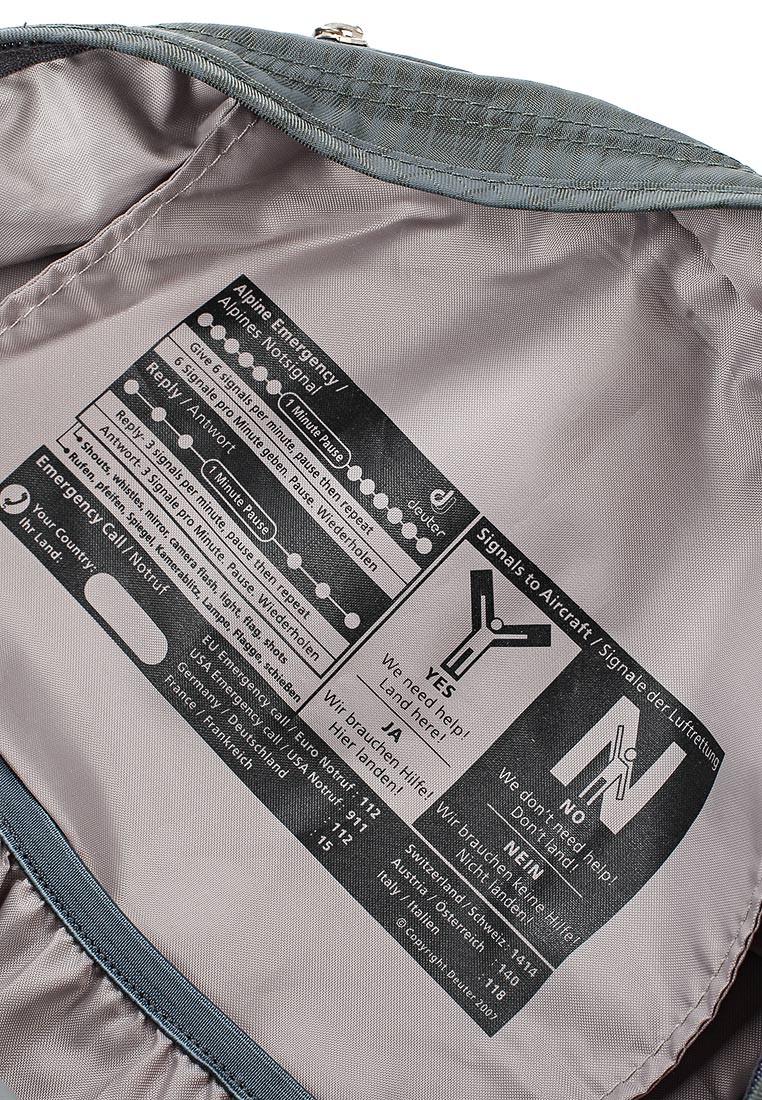 Alpine Emergency /
Alpines Notsignal
1 Minute Pause
Give 6 signals per minute, pause then repeat
6 Signale pro Minute geben. Pause. Wiederholen
Reply / Antwort
1 Minute Pause
Reply- 3 signals per minute, pause then repeat
Antwort- 3 Signale pro Minute. Pause. Wiederholen
Shouts, whistles, mirror, camera flash, light, flag, shots
Rufen, pfeifen, Spiegel, Kamerablitz, Lampe, Flagge, schießen
deuter
Signals to Aircraft / Signale der Luftrettung
YES
We need help!
Land here!
JA
Wir brauchen Hilfe!
Hier landen!
N
NO
We don't need help!
Don't land!
NEIN
Wir brauchen keine Hilfe!
Nicht landen!
Emergency Call / Notruf
Your Country:
Ihr Land:
EU Emergency call / Euro Notruf : 112
USA Emergency call / USA Notruf : 911
Germany / Deutschland : 112
France / Frankreich : 15
Switzerland / Schweiz : 1414
Austria / Österreich : 140
Italy / Italien : 118
© Copyright Deuter 2007